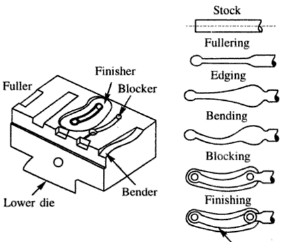 Stock
Fullering
Finisher
Edging
Fuller
Blocker
Bending
Blocking
Bender
Lower die
Finishing